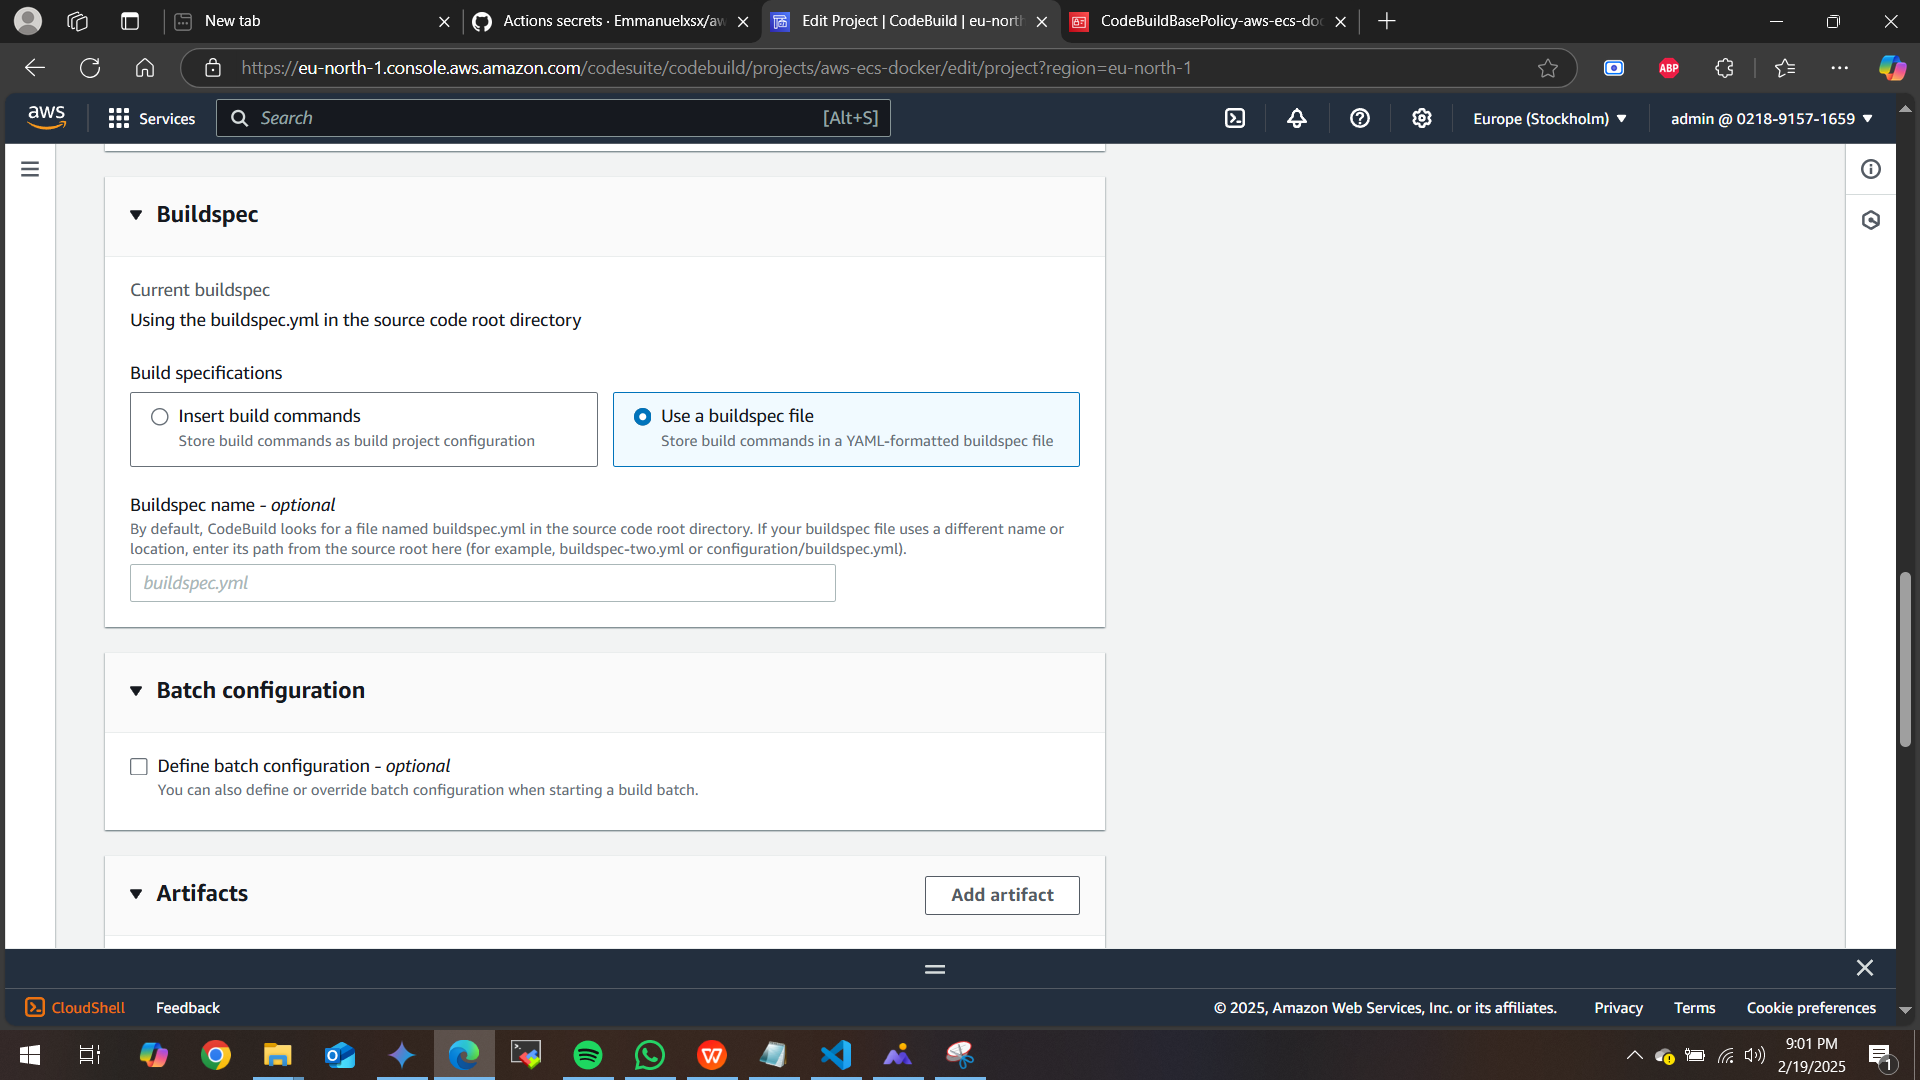 New tab
Actions secrets · Emmanuelxsx/aw
Edit Project | CodeBuild | eu-north
CodeBuildBasePolicy-aws-ecs-doc
https://eu-north-1.console.aws.amazon.com/codesuite/codebuild/projects/aws-ecs-docker/edit/project?region=eu-north-1
ABP
aws
Services
Search
[Alt+S]
Europe (Stockholm)
admin @ 0218-9157-1659
Buildspec
Current buildspec
Using the buildspec.yml in the source code root directory
Build specifications
Insert build commands
Store build commands as build project configuration
Use a buildspec file
Store build commands in a YAML-formatted buildspec file
Buildspec name - optional
By default, CodeBuild looks for a file named buildspec.yml in the source code root directory. If your buildspec file uses a different name or
location, enter its path from the source root here (for example, buildspec-two.yml or configuration/buildspec.yml).
buildspec.yml
Batch configuration
Define batch configuration - optional
You can also define or override batch configuration when starting a build batch.
Artifacts
Add artifact
CloudShell
Feedback
© 2025, Amazon Web Services, Inc. or its affiliates.
Privacy
Terms
Cookie preferences
9:01 PM
2/19/2025
1